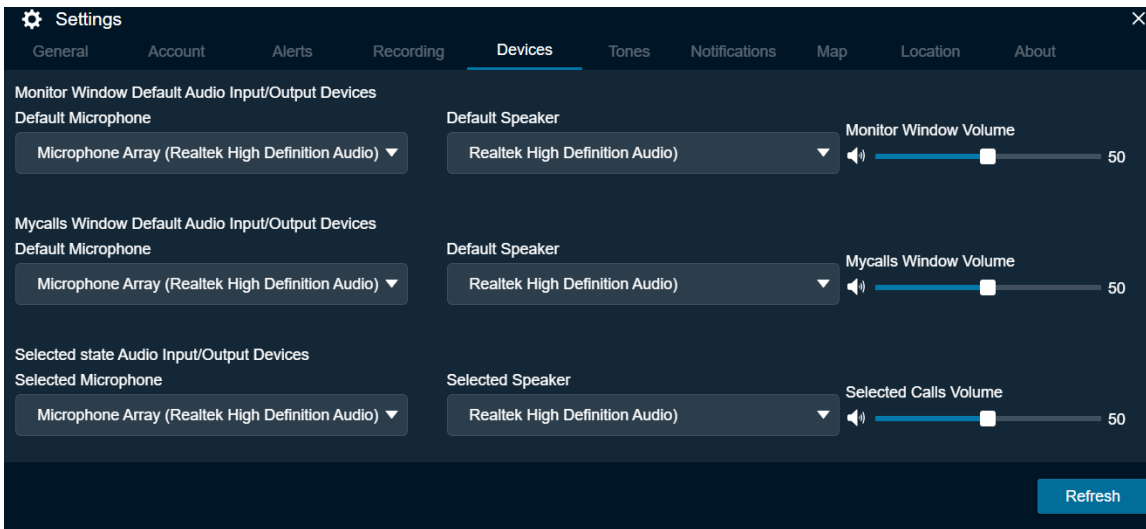 Settings
General Account Alerts Recording Devices Tones Notifications Map Location About
Monitor Window Default Audio Input/Output Devices
Default Microphone Default Speaker Monitor Window Volume
Microphone Array (Realtek High Definition Audio) Realtek High Definition Audio) 50
Mycalls Window Default Audio Input/Output Devices
Default Microphone Default Speaker Mycalls Window Volume
Microphone Array (Realtek High Definition Audio) Realtek High Definition Audio) 50
Selected state Audio Input/Output Devices
Selected Microphone Selected Speaker Selected Calls Volume
Microphone Array (Realtek High Definition Audio) Realtek High Definition Audio) 50
Refresh